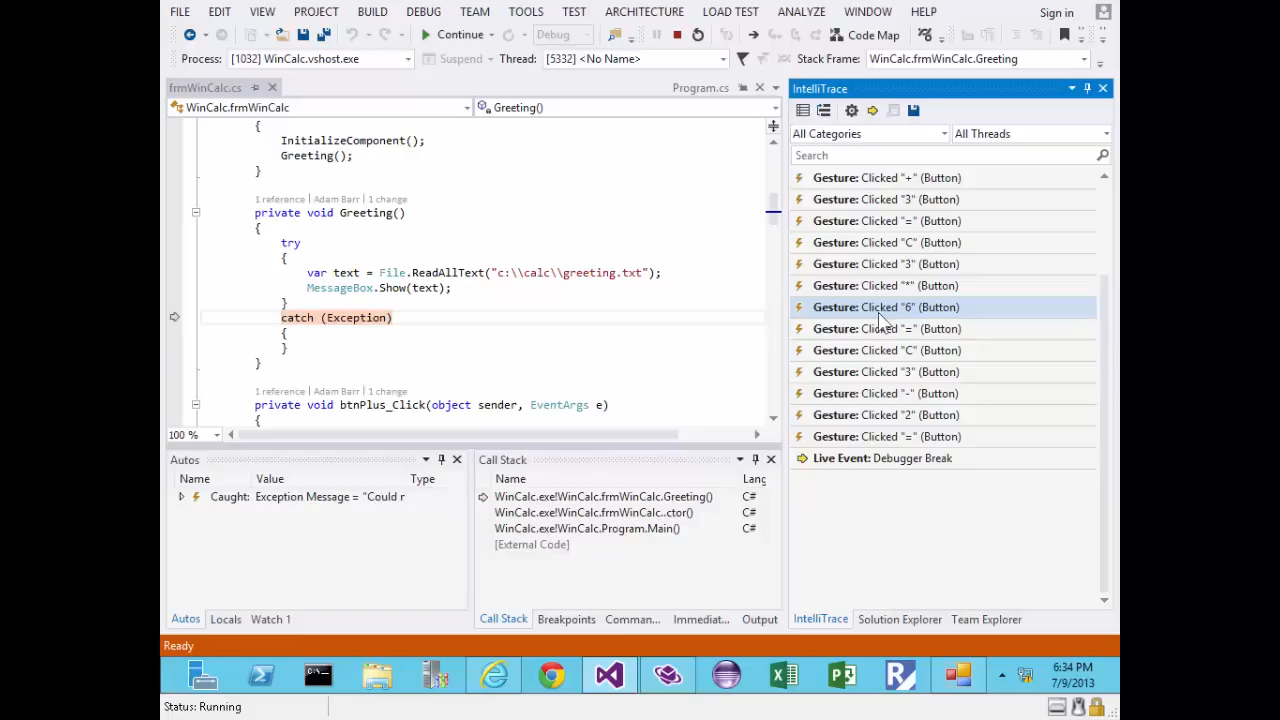 FILE EDIT VIEW PROJECT BUILD DEBUG TEAM TOOLS TEST ARCHITECTURE LOAD TEST ANALYZE WINDOW HELP Sign in
Continue Debug Code Map
Process: [1032] WinCalc.vshost.exe Suspend Thread: [5332] <No Name> Stack Frame: WinCalc.frmWinCalc.Greeting
frmWinCalc.cs Program.cs
WinCalc.frmWinCalc Greeting()
{
InitializeComponent();
Greeting();
}
1 reference | Adam Barr | 1 change
private void Greeting()
{
try
{
var text = File.ReadAllText("c:\\calc\\greeting.txt");
MessageBox.Show(text);
}
catch (Exception)
{
}
}
1 reference | Adam Barr | 1 change
private void btnPlus_Click(object sender, EventArgs e)
{
100 %
IntelliTrace
All Categories All Threads
Search
Gesture: Clicked "+" (Button)
Gesture: Clicked "3" (Button)
Gesture: Clicked "=" (Button)
Gesture: Clicked "C" (Button)
Gesture: Clicked "3" (Button)
Gesture: Clicked "*" (Button)
Gesture: Clicked "6" (Button)
Gesture: Clicked "=" (Button)
Gesture: Clicked "C" (Button)
Gesture: Clicked "3" (Button)
Gesture: Clicked "-" (Button)
Gesture: Clicked "2" (Button)
Gesture: Clicked "=" (Button)
Live Event: Debugger Break
Autos
Name Value Type
Caught: Exception Message = "Could r
Autos Locals Watch 1
Call Stack
Name Lang
WinCalc.exe!WinCalc.frmWinCalc.Greeting() C#
WinCalc.exe!WinCalc.frmWinCalc..ctor() C#
WinCalc.exe!WinCalc.Program.Main() C#
[External Code]
Call Stack Breakpoints Comman... Immediat... Output
IntelliTrace Solution Explorer Team Explorer
Ready
6:34 PM
7/9/2013
Status: Running